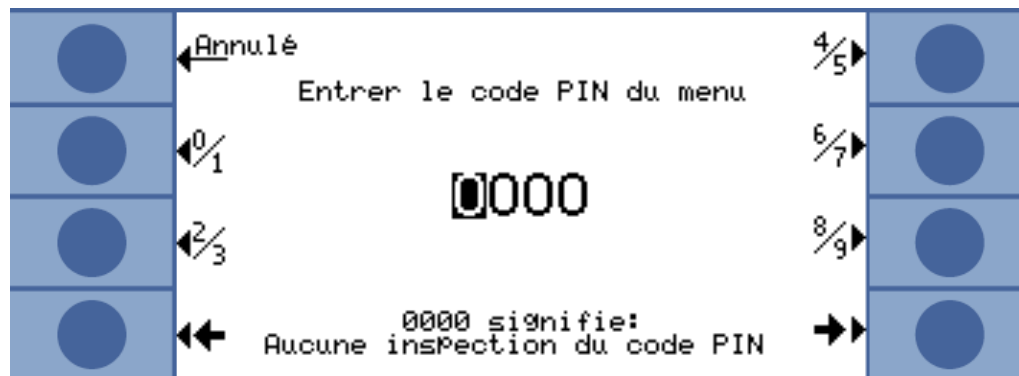 Annulé
4/5
Entrer le code PIN du menu
0/1
6/7
0000
2/3
8/9
0000 signifie:
Aucune inspection du code PIN